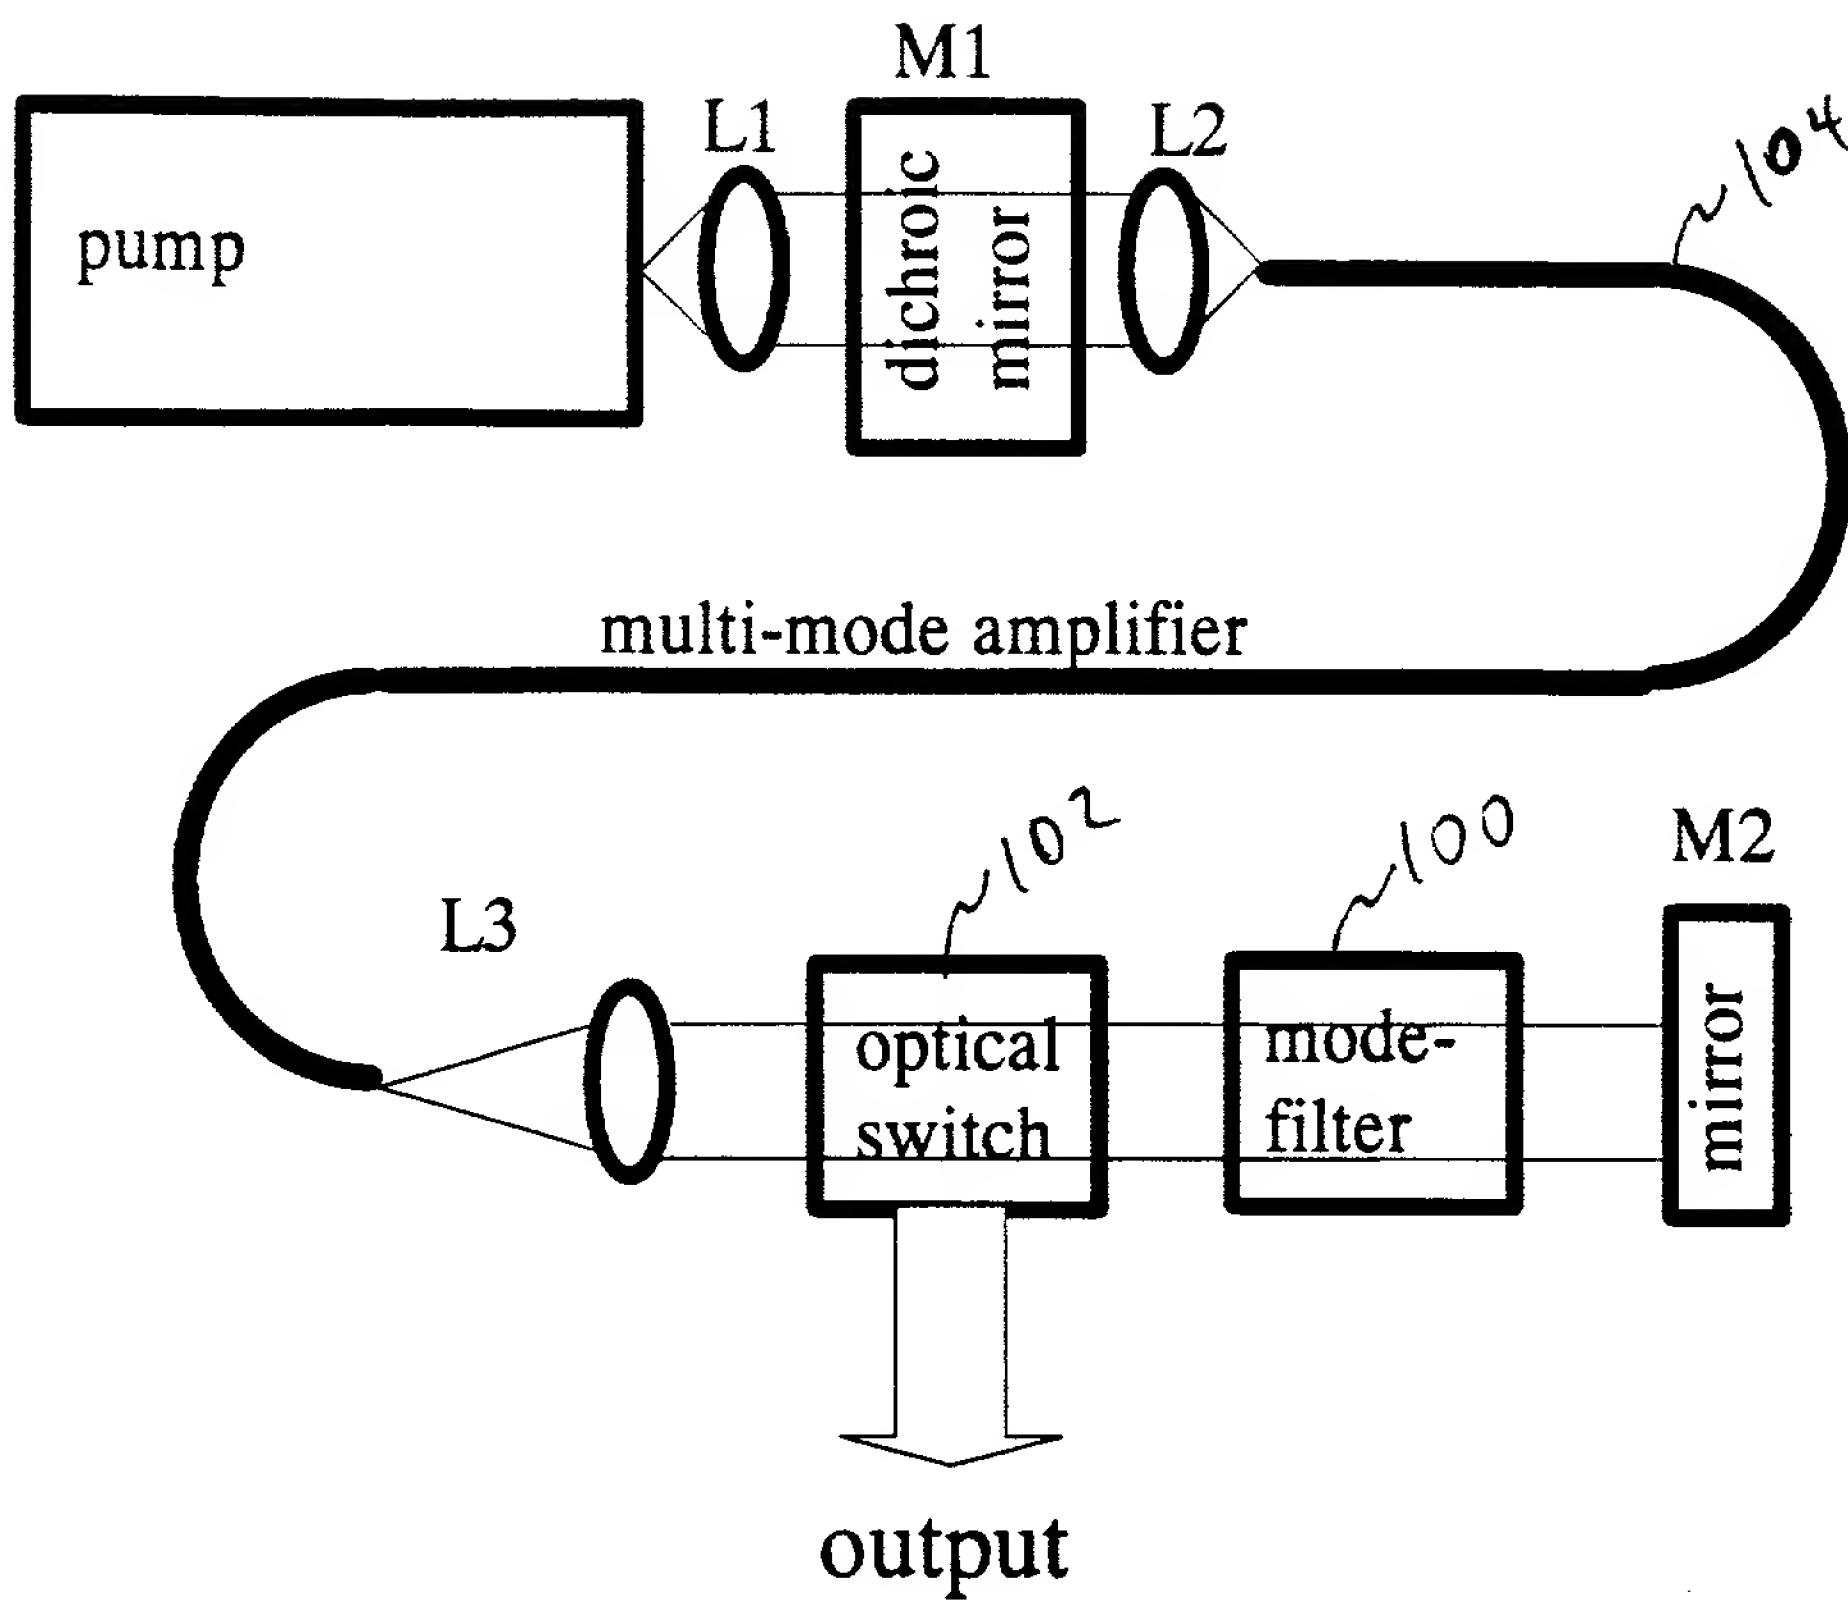 M1
L1
L2
104
pump
dichroic
mirror
multi-mode amplifier
102
100
M2
L3
optical
switch
mode-
filter
mirror
output